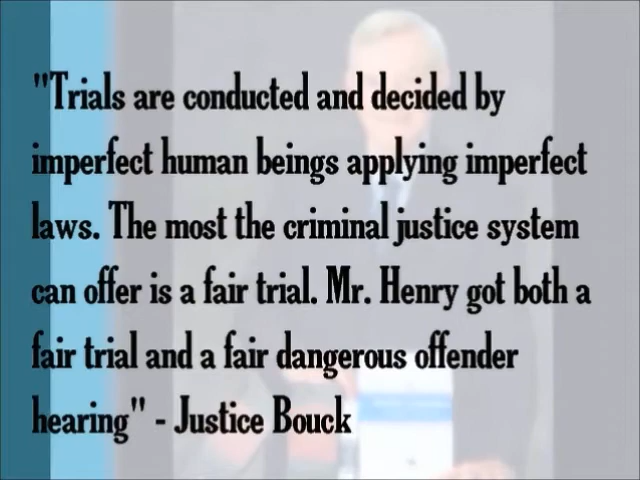 "Trials are conducted and decided by
imperfect human beings applying imperfect
laws. The most the criminal justice system
can offer is a fair trial. Mr. Henry got both a
fair trial and a fair dangerous offender
hearing" - Justice Bouck